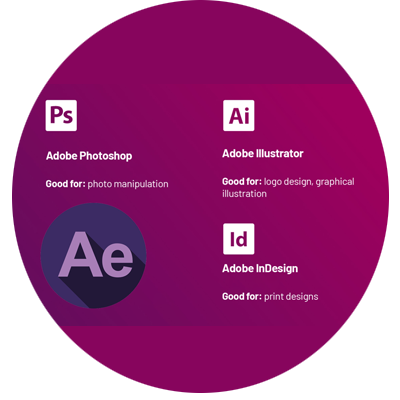 Ps
Adobe Photoshop
Good for: photo manipulation
Ae
Ai
Adobe Illustrator
Good for: logo design, graphical
illustration
Id
Adobe InDesign
Good for: print designs